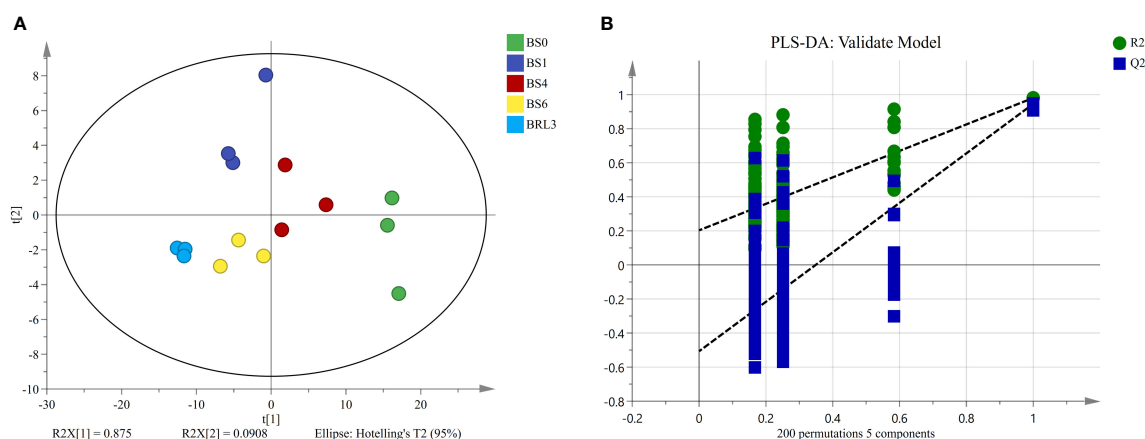 A
8
6
4
2
0
-2
-4
-6
-8
-10
t[2]
-30
-20
-10
0
10
20
t[1]
R2X[1] = 0.875
R2X[2] = 0.0908
Ellipse: Hotelling's T2 (95%)
BS0
BS1
BS4
BS6
BRL3
B
PLS-DA: Validate Model
1
0.8
0.6
0.4
0.2
0
-0.2
-0.4
-0.6
-0.8
-0.2
0
0.2
0.4
0.6
0.8
1
200 permutations 5 components
R2
Q2